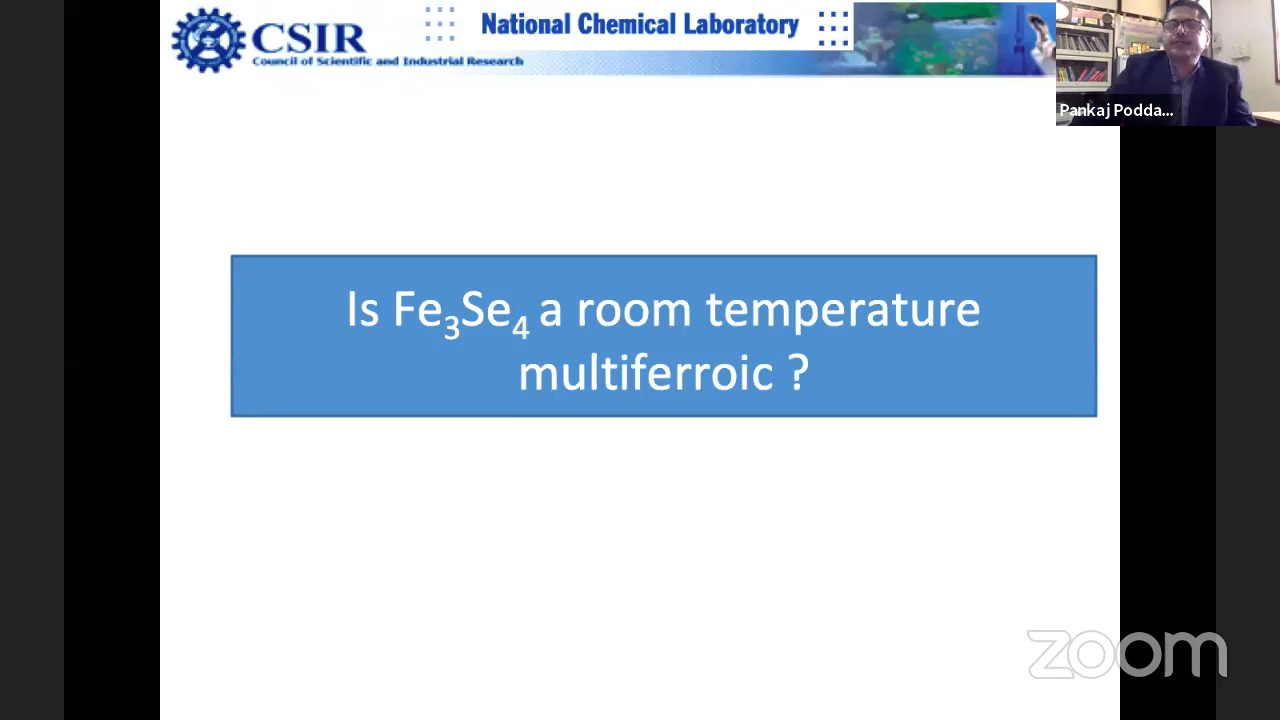 CSIR
Council of Scientific and Industrial Research
National Chemical Laboratory
Pankaj Podda...
Is Fe₃Se₄ a room temperature
multiferroic ?
zoom